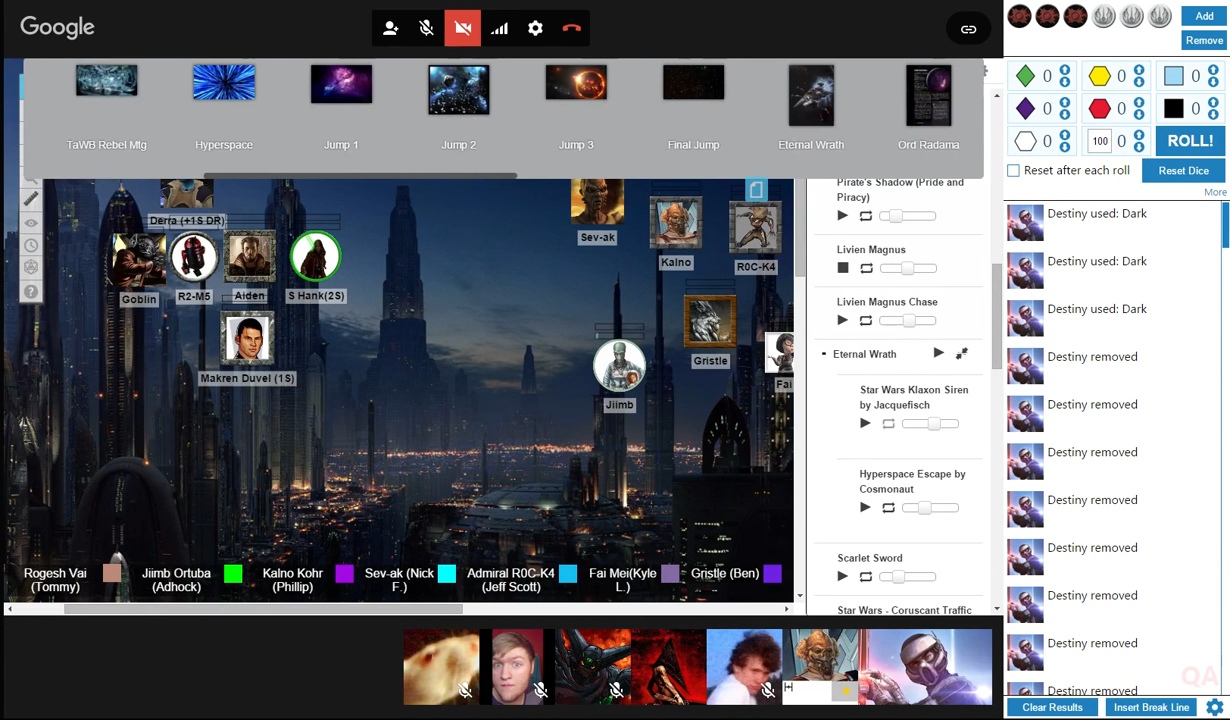 Google
TaWB Rebel Mtg
Hyperspace
Jump 1
Jump 2
Jump 3
Final Jump
Eternal Wrath
Ord Radama
Derra (+1S DR)
Goblin
R2-M5
Aiden
S Hank(2S)
Makren Duvel (1S)
Sev-ak
Kalno
R0C-K4
Gristle
Jiimb
Fai
Rogesh Vai
(Tommy)
Jiimb Ortuba
(Adhock)
Kalno Kohr
(Phillip)
Sev-ak (Nick
F.)
Admiral R0C-K4
(Jeff Scott)
Fai Mei(Kyle
L.)
Gristle (Ben)
Pirate's Shadow (Pride and
Piracy)
Livien Magnus
Livien Magnus Chase
Eternal Wrath
Star Wars Klaxon Siren
by Jacquefisch
Hyperspace Escape by
Cosmonaut
Scarlet Sword
Star Wars - Coruscant Traffic
Add
Remove
0 0 0
0 0 0
0 100 0 ROLL!
Reset after each roll
Reset Dice
More
Destiny used: Dark
Destiny used: Dark
Destiny used: Dark
Destiny removed
Destiny removed
Destiny removed
Destiny removed
Destiny removed
Destiny removed
Destiny removed
Destiny removed
QA
Clear Results
Insert Break Line